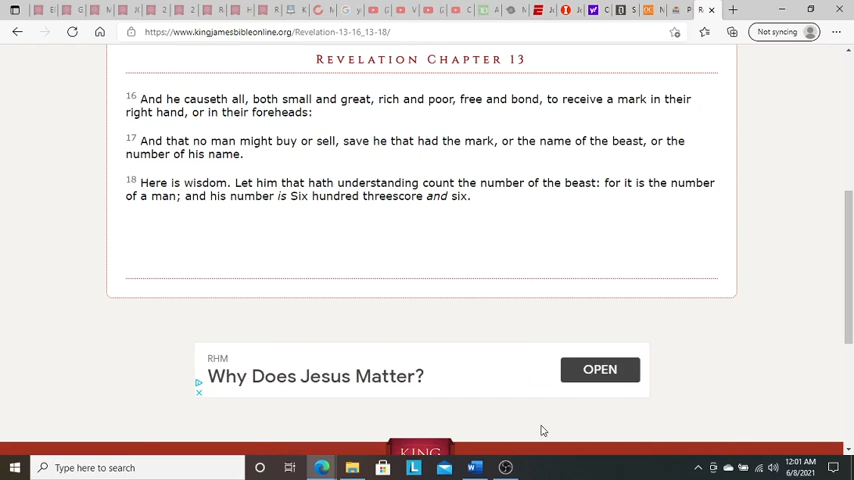 Not syncing
https://www.kingjamesbibleonline.org/Revelation-13-16_13-18/
REVELATION CHAPTER 13
16 And he causeth all, both small and great, rich and poor, free and bond, to receive a mark in their
right hand, or in their foreheads:
17 And that no man might buy or sell, save he that had the mark, or the name of the beast, or the
number of his name.
18 Here is wisdom. Let him that hath understanding count the number of the beast: for it is the number
of a man; and his number is Six hundred threescore and six.
RHM
Why Does Jesus Matter?
OPEN
KING
Type here to search
12:01 AM
6/8/2021